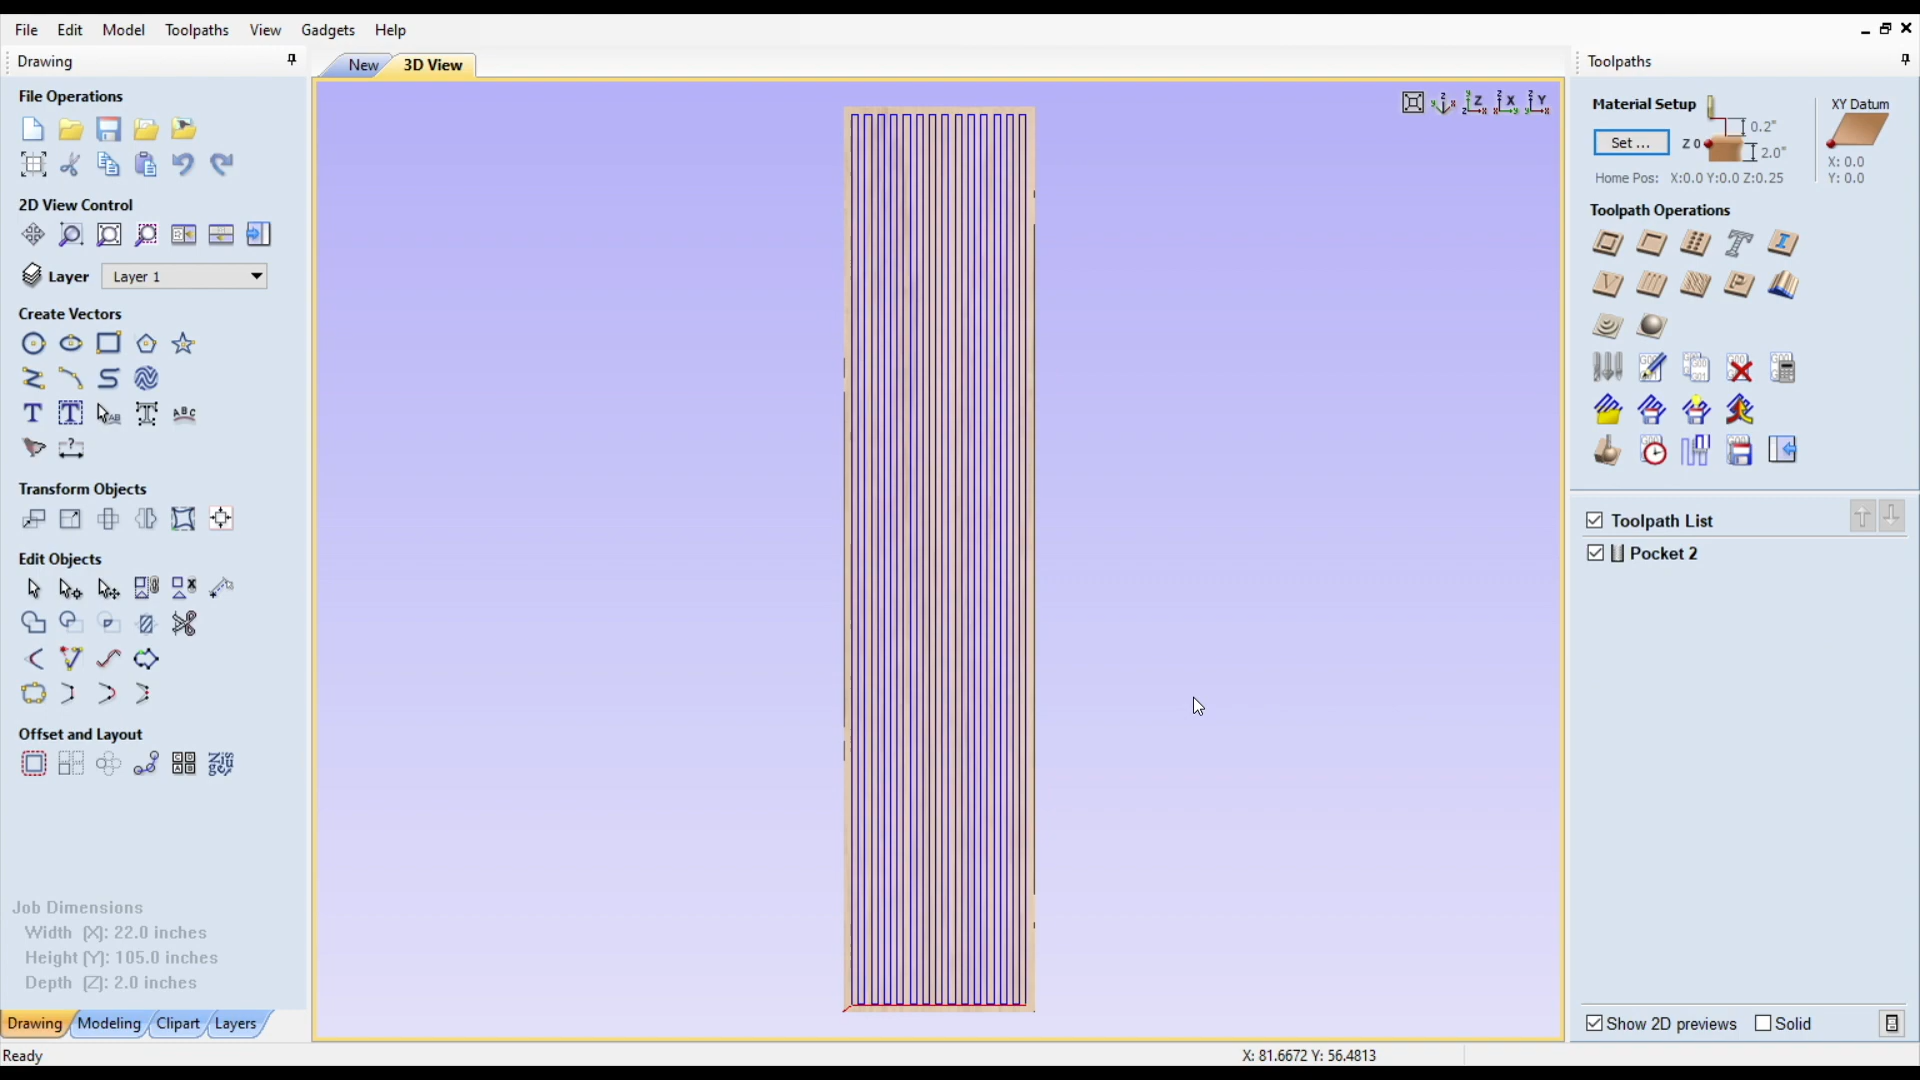 File Edit Model Toolpaths View Gadgets Help
Drawing
File Operations
2D View Control
Layer Layer 1
Create Vectors
Transform Objects
Edit Objects
Offset and Layout
Job Dimensions
Width (X): 22.0 inches
Height (Y): 105.0 inches
Depth (Z): 2.0 inches
Drawing Modeling Clipart Layers
Ready
New 3D View
X: 81.6672 Y: 56.4813
Toolpaths
Material Setup
Set ...
Z 0
0.2"
2.0"
Home Pos: X:0.0 Y:0.0 Z:0.25
XY Datum
X: 0.0
Y: 0.0
Toolpath Operations
Toolpath List
Pocket 2
Show 2D previews Solid